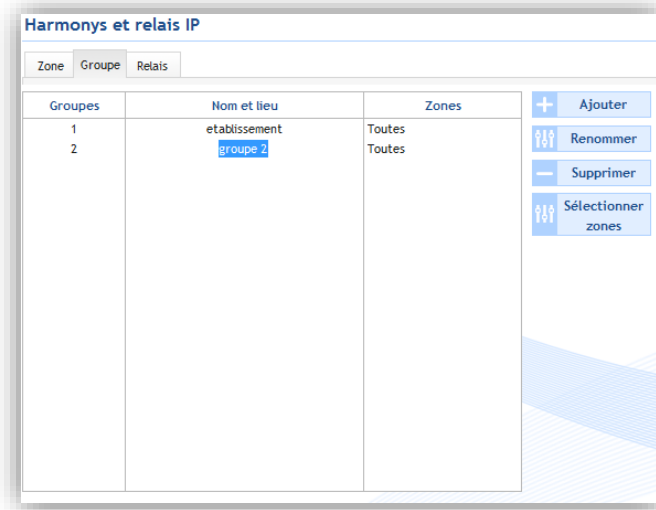 Harmonys et relais IP
Zone Groupe Relais
Groupes Nom et lieu Zones
1 etablissement Toutes
2 groupe 2 Toutes
Ajouter
Renommer
Supprimer
Sélectionner
zones